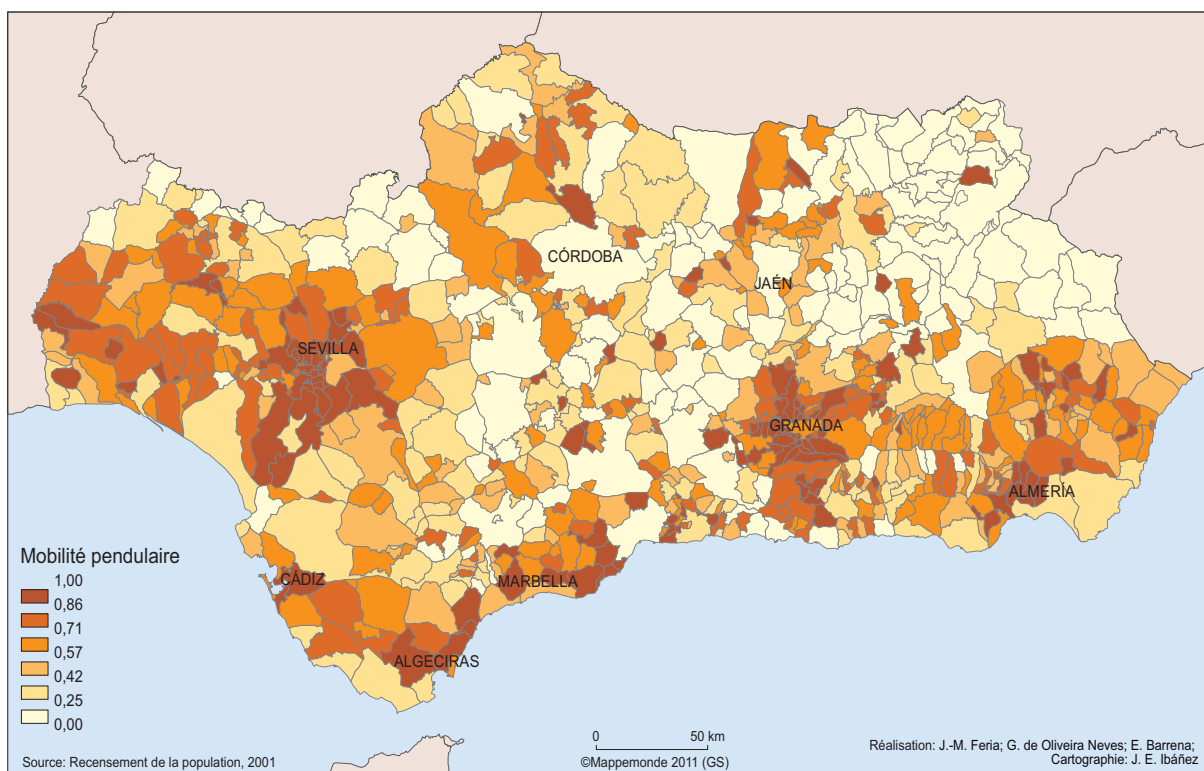 CÓRDOBA
JAÉN
SEVILLA
GRANADA
ALMERÍA
Mobilité pendulaire
1,00
0,86
0,71
0,57
0,42
0,25
0,00
CÁDIZ
MARBELLA
ALGECIRAS
0 50 km
Source: Recensement de la population, 2001
©Mappemonde 2011 (GS)
Réalisation: J.-M. Feria; G. de Oliveira Neves; E. Barrena;
Cartographie: J. E. Ibáñez